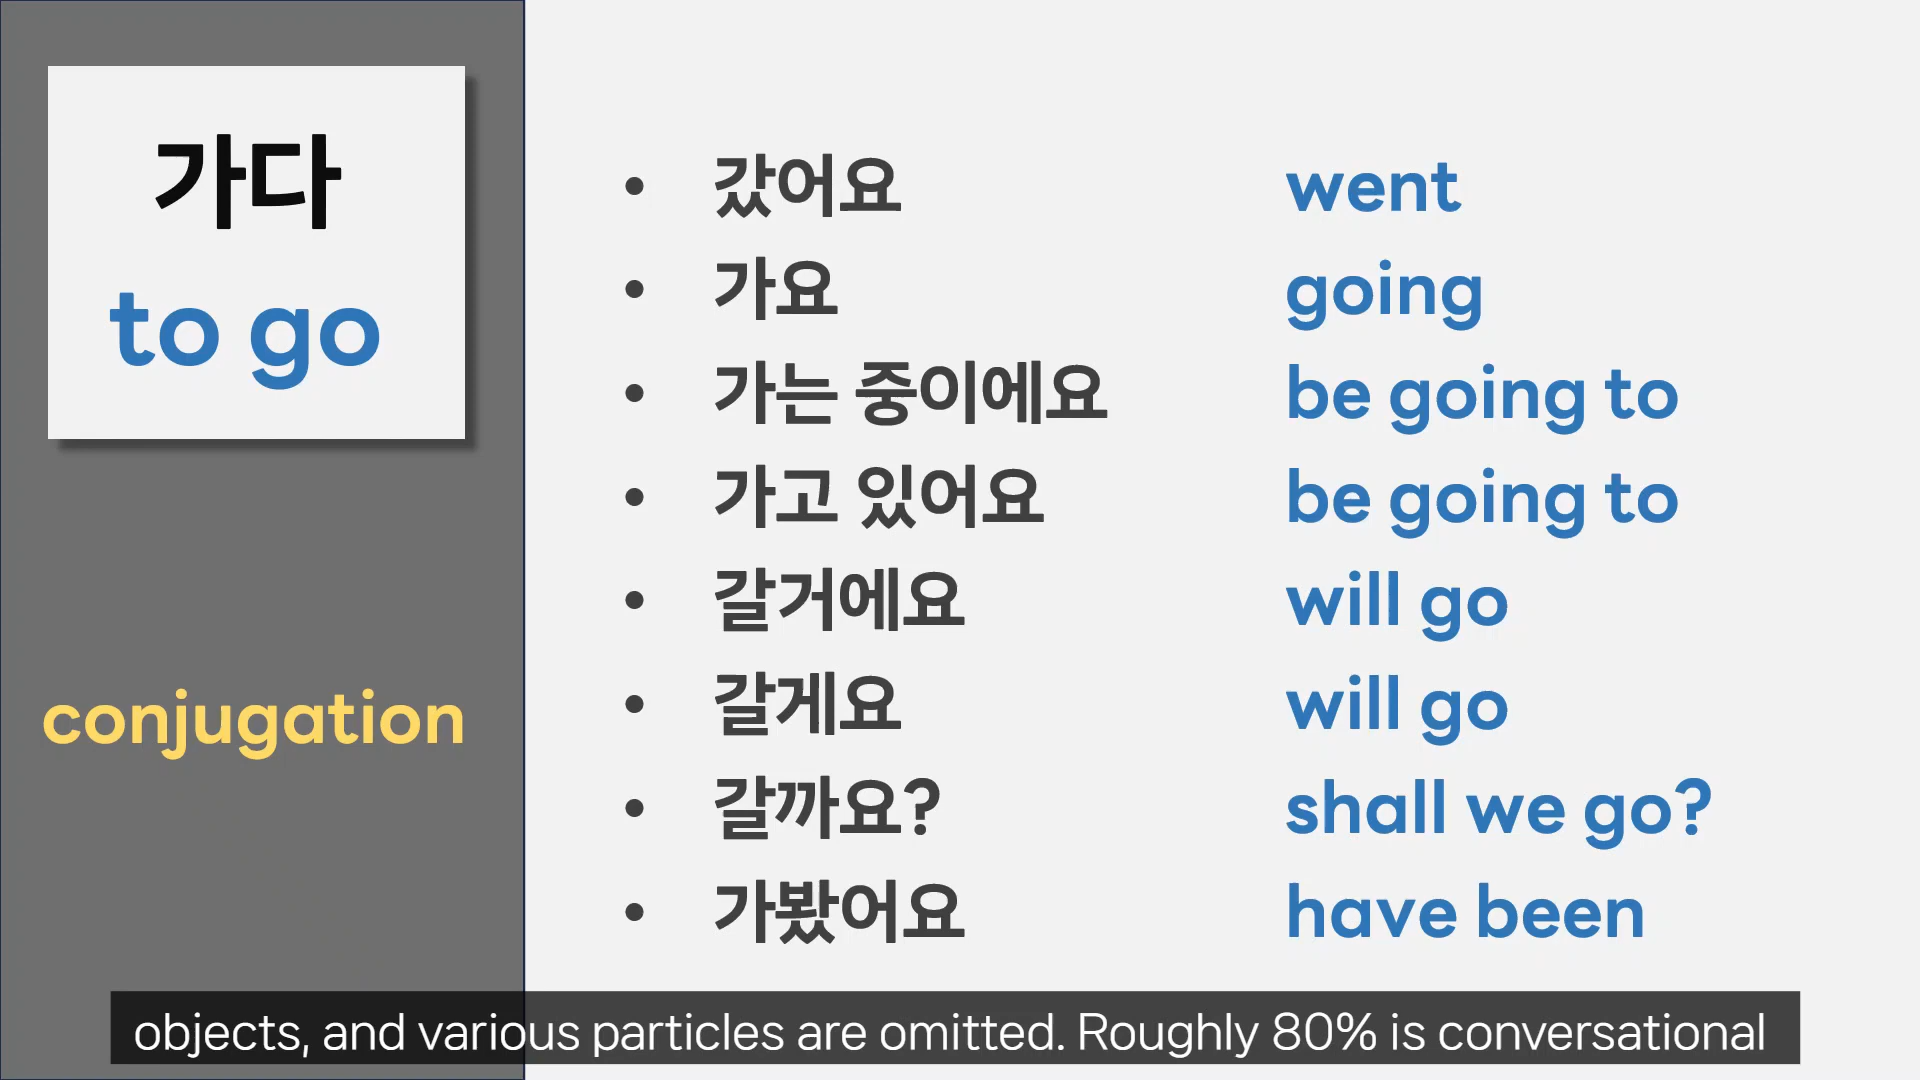 가다
to go
conjugation
• 갔어요 went
• 가요 going
• 가는 중이에요 be going to
• 가고 있어요 be going to
• 갈거에요 will go
• 갈게요 will go
• 갈까요? shall we go?
• 가봤어요 have been
objects, and various particles are omitted. Roughly 80% is conversational